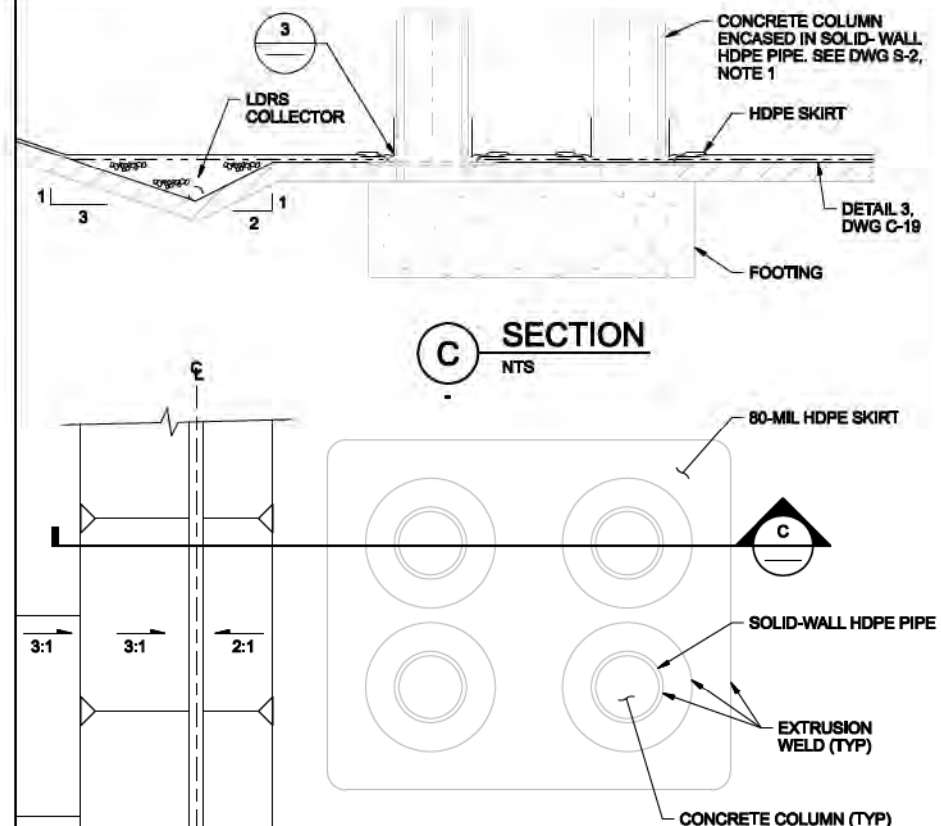 3
CONCRETE COLUMN
ENCASED IN SOLID- WALL
HDPE PIPE. SEE DWG S-2,
NOTE 1
LDRS
COLLECTOR
HDPE SKIRT
1
3
1
2
DETAIL 3,
DWG C-19
FOOTING
C
SECTION
NTS
-
℄
80-MIL HDPE SKIRT
C
SOLID-WALL HDPE PIPE
3:1
3:1
2:1
EXTRUSION
WELD (TYP)
CONCRETE COLUMN (TYP)